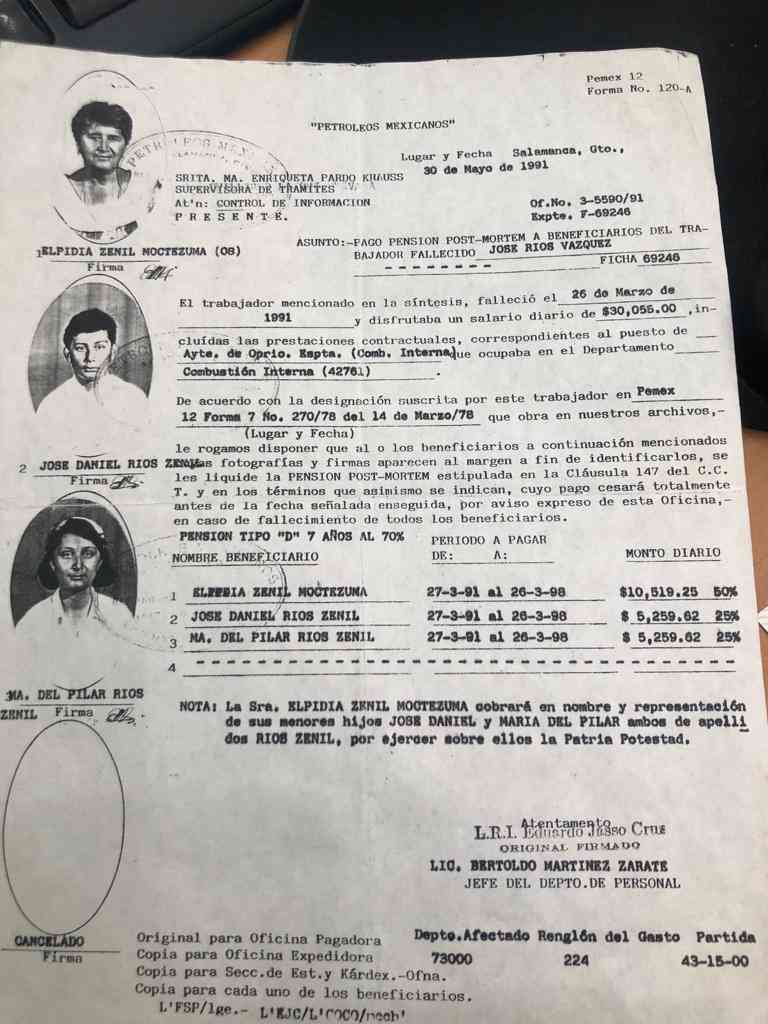 Pemex 12
Forma No. 120-A
"PETROLEOS MEXICANOS"
Lugar y Fecha Salamanca, Gto.,
30 de Mayo de 1991
SRITA. MA. ENRIQUETA PARDO KRAUSS
SUPERVISORA DE TRAMITES
At'n: CONTROL DE INFORMACION
P R E S E N T E.
Of.No. 3-5590/91
Expte. F-69246
ASUNTO:-PAGO PENSION POST-MORTEM A BENEFICIARIOS DEL TRA-
BAJADOR FALLECIDO JOSE RIOS VAZQUEZ
FICHA 69246
1 ELPIDIA ZENIL MOCTEZUMA (08)
Firma
El trabajador mencionado en la síntesis, falleció el 26 de Marzo de
1991 y disfrutaba un salario diario de $30,055.00 ,in-
cluídas las prestaciones contractuales, correspondientes al puesto de
Ayte. de Oprio. Espta. (Comb. Interna, que ocupaba en el Departamento
Combustión Interna (42761) .
De acuerdo con la designación suscrita por este trabajador en Pemex
12 Forma 7 No. 270/78 del 14 de Marzo/78 que obra en nuestros archivos,-
(Lugar y Fecha)
le rogamos disponer que al o los beneficiarios a continuación mencionados
2 JOSE DANIEL RIOS fotografías y firmas aparecen al margen a fin de identificarlos, se
Firma
les liquide la PENSION POST-MORTEM estipulada en la Cláusula 147 del C.C.
T. y en los términos que asimismo se indican, cuyo pago cesará totalmente
antes de la fecha señalada enseguida, por aviso expreso de esta Oficina,-
en caso de fallecimiento de todos los beneficiarios.
PENSION TIPO "D" 7 AÑOS AL 70%
PERIODO A PAGAR
NOMBRE BENEFICIARIO DE: A: MONTO DIARIO
1 ELPIDIA ZENIL MOCTEZUMA 27-3-91 al 26-3-98 $10,519.25 50%
2 JOSE DANIEL RIOS ZENIL 27-3-91 al 26-3-98 $ 5,259.62 25%
3 MA. DEL PILAR RIOS ZENIL 27-3-91 al 26-3-98 $ 5,259.62 25%
4 - - - - - - - - - - - - - - - - - - - - - - - - - - - - - - - - - -
3MA. DEL PILAR RIOS
ZENIL Firma
NOTA: La Sra. ELPIDIA ZENIL MOCTEZUMA cobrará en nombre y representación
de sus menores hijos JOSE DANIEL y MARIA DEL PILAR ambos de apelli
dos RIOS ZENIL, por ejercer sobre ellos la Patria Potestad.
Atentamente
L.R.I. Eduardo Jasso Cruz
ORIGINAL FIRMADO
LIC. BERTOLDO MARTINEZ ZARATE
JEFE DEL DEPTO.DE PERSONAL
CANCELADO
Firma
Original para Oficina Pagadora
Copia para Oficina Expedidora
Copia para Secc.de Est.y Kárdex.-Ofna.
Copia para cada uno de los beneficiarios.
Depto.Afectado Renglón del Gasto Partida
73000 224 43-15-00
L'FSP/lge.- L'EJC/L'COCO/